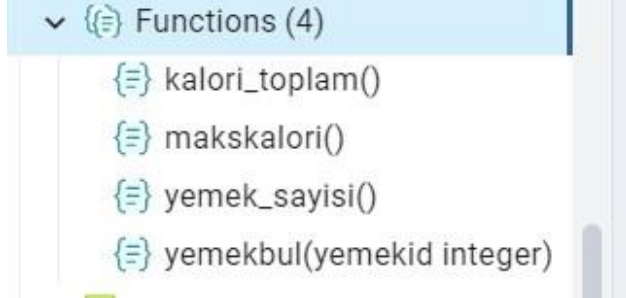 Functions (4)
kalori_toplam()
makskalori()
yemek_sayisi()
yemekbul(yemekid integer)